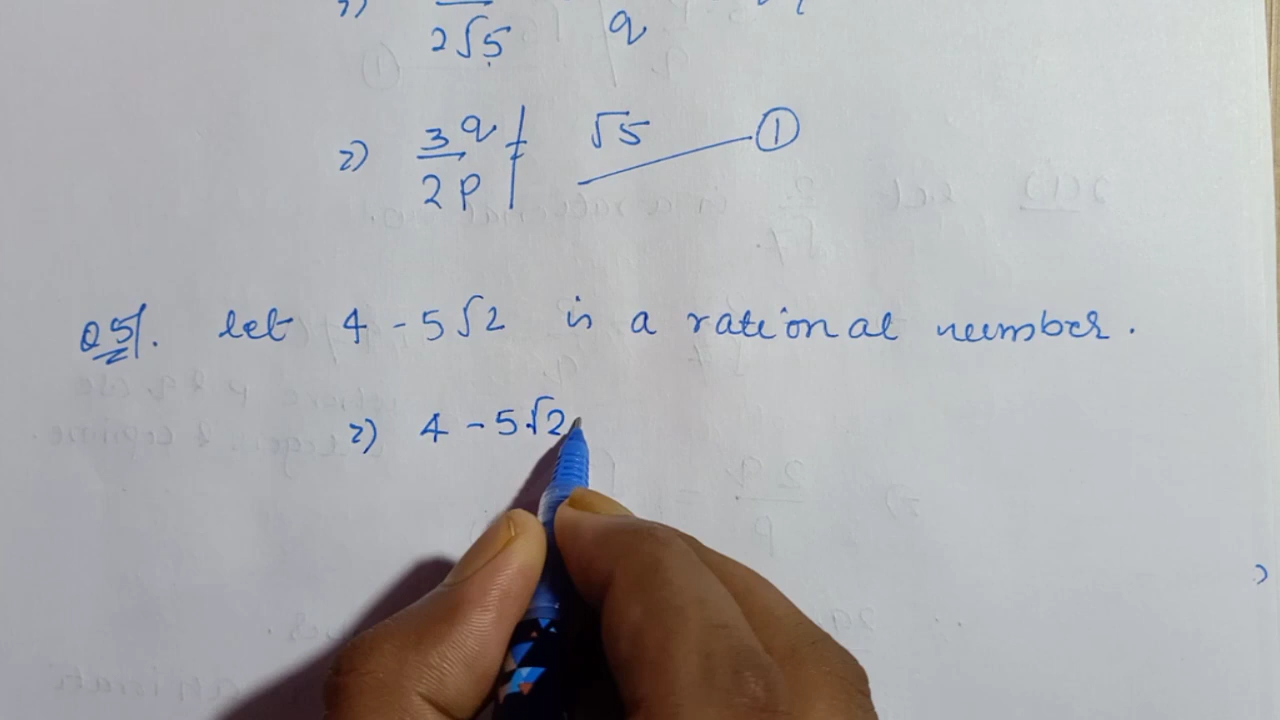 2√5 q
⇒) 3q/2p ≠ √5 ①
Q5). let 4 - 5√2 is a rational number.
⇒) 4 - 5√2